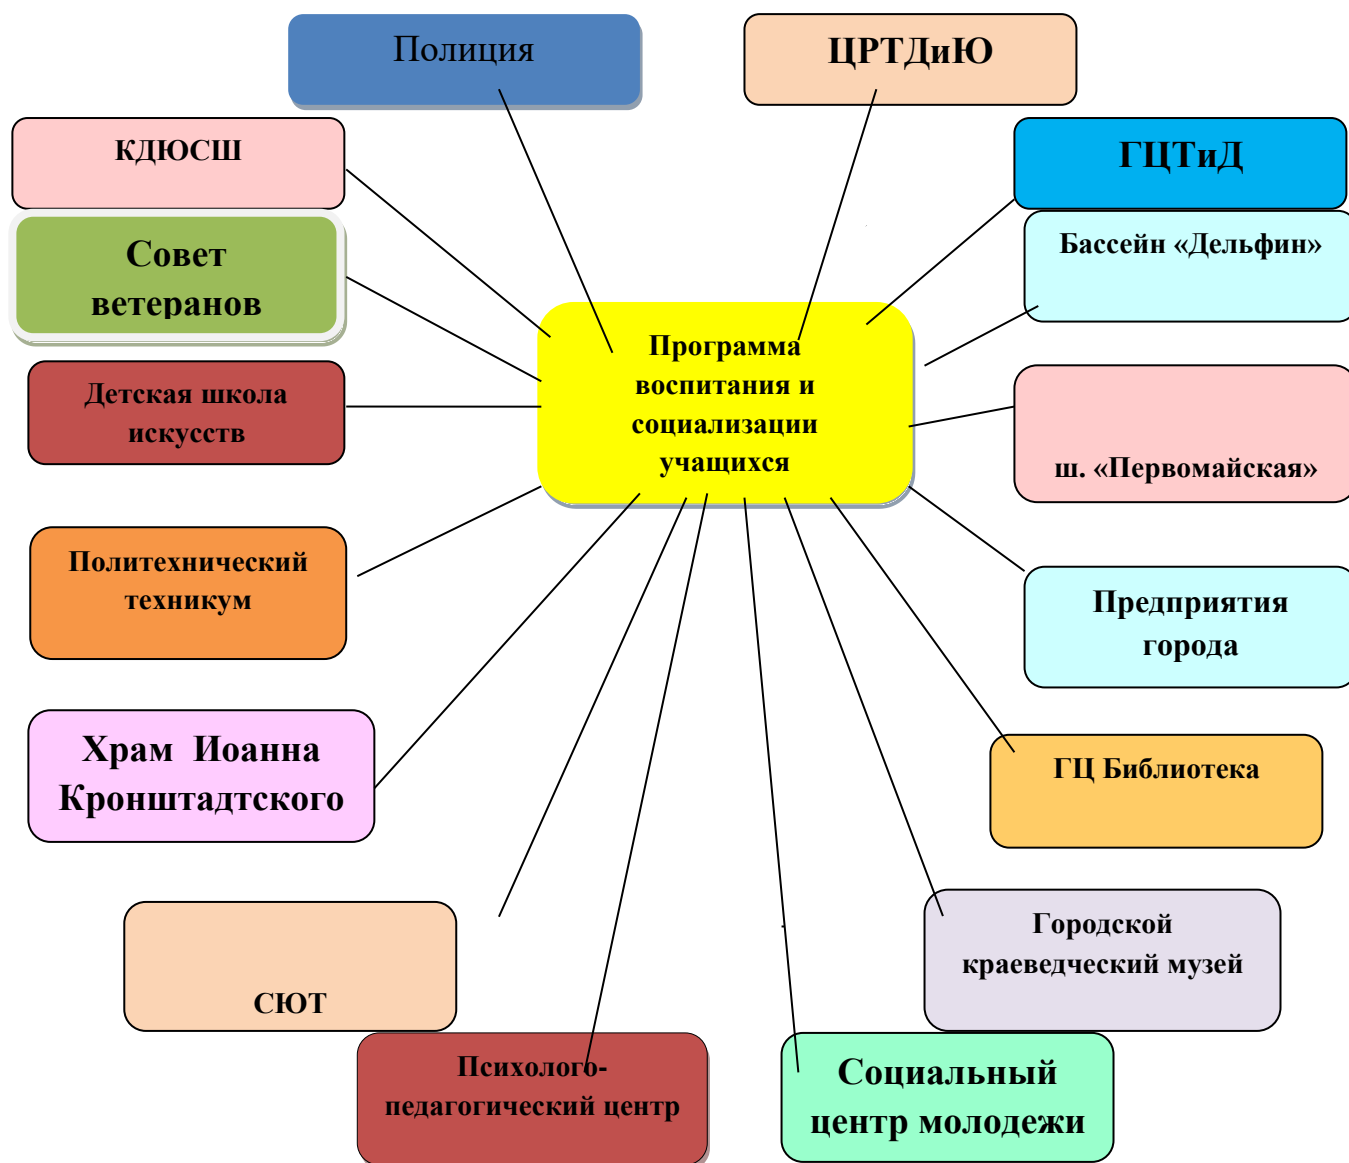 Полиция
ЦРТДиЮ
КДЮСШ
ГЦТиД
Совет
ветеранов
Бассейн «Дельфин»
Программа
воспитания и
социализации
учащихся
Детская школа
искусств
ш. «Первомайская»
Политехнический
техникум
Предприятия
города
Храм Иоанна
Кронштадтского
ГЦ Библиотека
СЮТ
Городской
краеведческий музей
Психолого-
педагогический центр
Социальный
центр молодежи